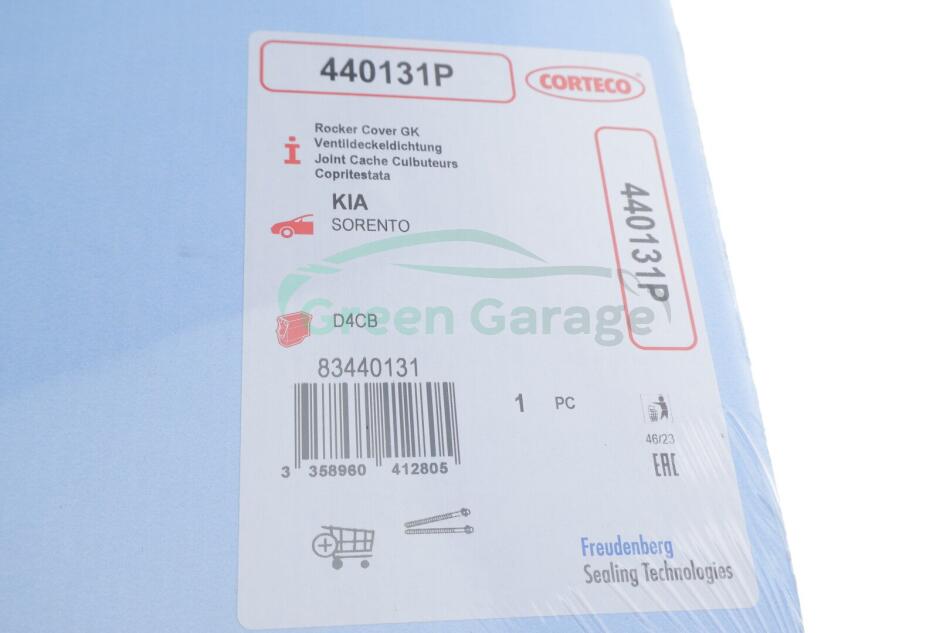 440131P
CORTECO
Rocker Cover GK
Ventildeckeldichtung
Joint Cache Culbuteurs
Copritestata
KIA
SORENTO
440131P
Green Garage
D4CB
83440131
1 PC
3 358960 412805
46/23
EAC
Freudenberg
Sealing Technologies